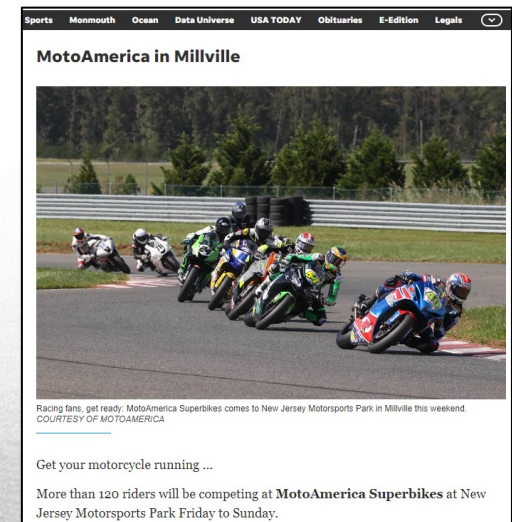 Sports Monmouth Ocean Data Universe USA TODAY Obituaries E-Edition Legals
MotoAmerica in Millville
Racing fans, get ready: MotoAmerica Superbikes comes to New Jersey Motorsports Park in Millville this weekend.
COURTESY OF MOTOAMERICA
Get your motorcycle running ...
More than 120 riders will be competing at MotoAmerica Superbikes at New
Jersey Motorsports Park Friday to Sunday.